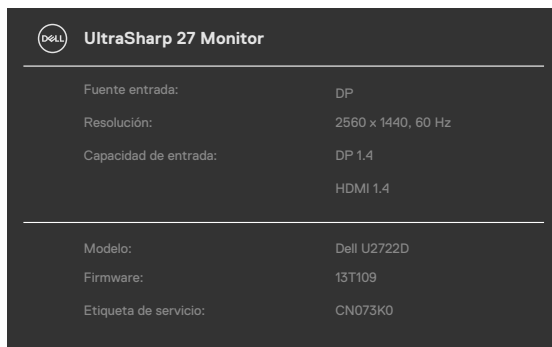 DELL UltraSharp 27 Monitor
Fuente entrada: DP
Resolución: 2560 x 1440, 60 Hz
Capacidad de entrada: DP 1.4
HDMI 1.4
Modelo: Dell U2722D
Firmware: 13T109
Etiqueta de servicio: CN073K0